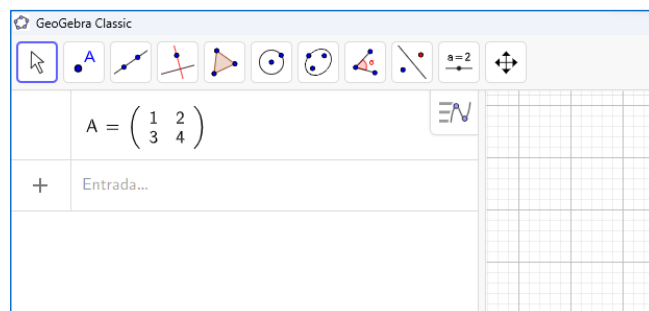 GeoGebra Classic
A
a=2
A = ( 1 2
3 4 )
+ Entrada...